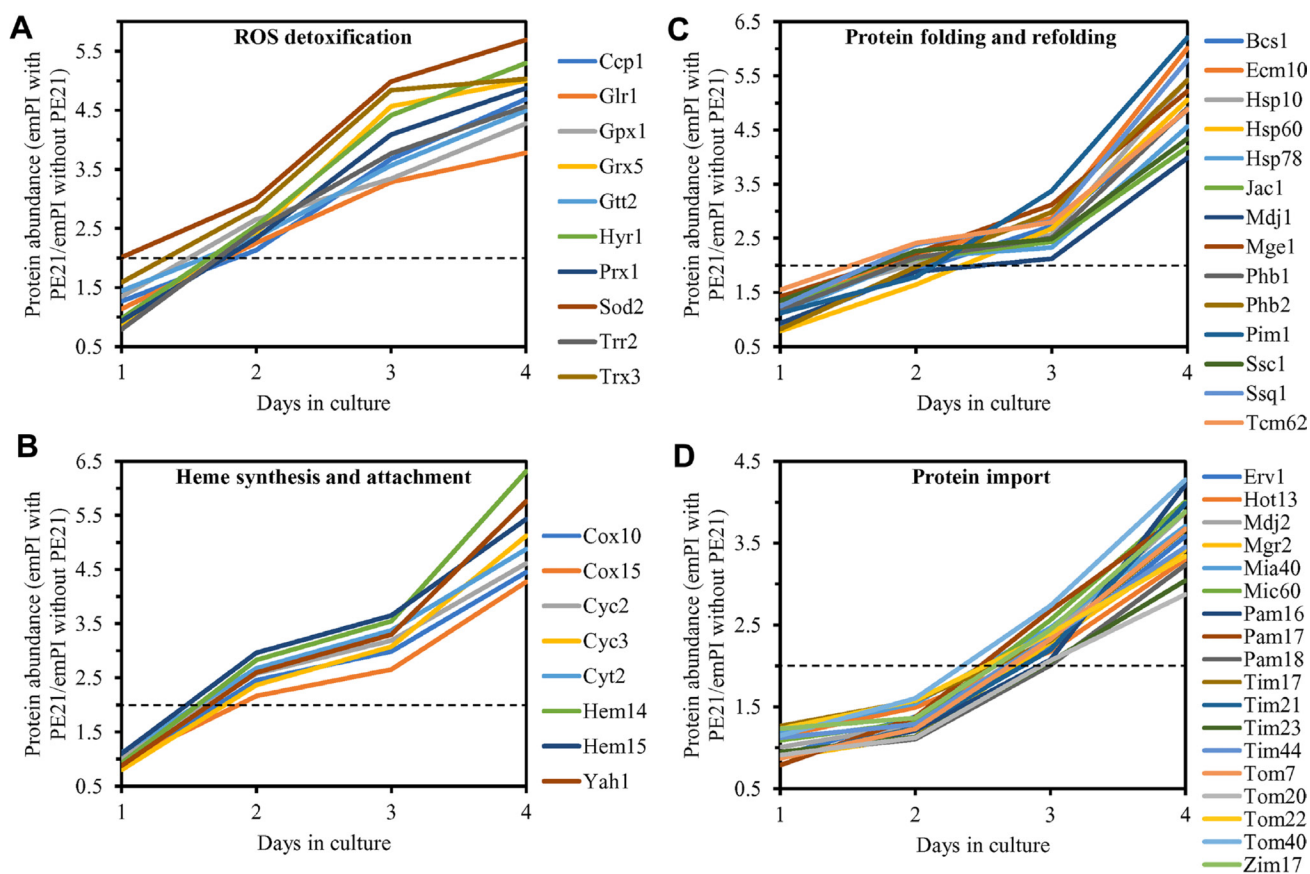 A
ROS detoxification
Protein abundance (emPI with
PE21/emPI without PE21)
5.5
4.5
3.5
2.5
1.5
0.5
1 2 3 4
Days in culture
Ccp1
Glr1
Gpx1
Grx5
Gtt2
Hyr1
Prx1
Sod2
Trr2
Trx3
B
Heme synthesis and attachment
Protein abundance (emPI with
PE21/emPI without PE21)
6.5
5.5
4.5
3.5
2.5
1.5
0.5
1 2 3 4
Days in culture
Cox10
Cox15
Cyc2
Cyc3
Cyt2
Hem14
Hem15
Yah1
C
Protein folding and refolding
Protein abundance (emPI with
PE21/emPI without PE21)
6.5
5.5
4.5
3.5
2.5
1.5
0.5
1 2 3 4
Days in culture
Bcs1
Ecm10
Hsp10
Hsp60
Hsp78
Jac1
Mdj1
Mge1
Phb1
Phb2
Pim1
Ssc1
Ssq1
Tcm62
D
Protein import
Protein abundance (emPI with
PE21/emPI without PE21)
4.5
3.5
2.5
1.5
0.5
1 2 3 4
Days in culture
Erv1
Hot13
Mdj2
Mgr2
Mia40
Mic60
Pam16
Pam17
Pam18
Tim17
Tim21
Tim23
Tim44
Tom7
Tom20
Tom22
Tom40
Zim17